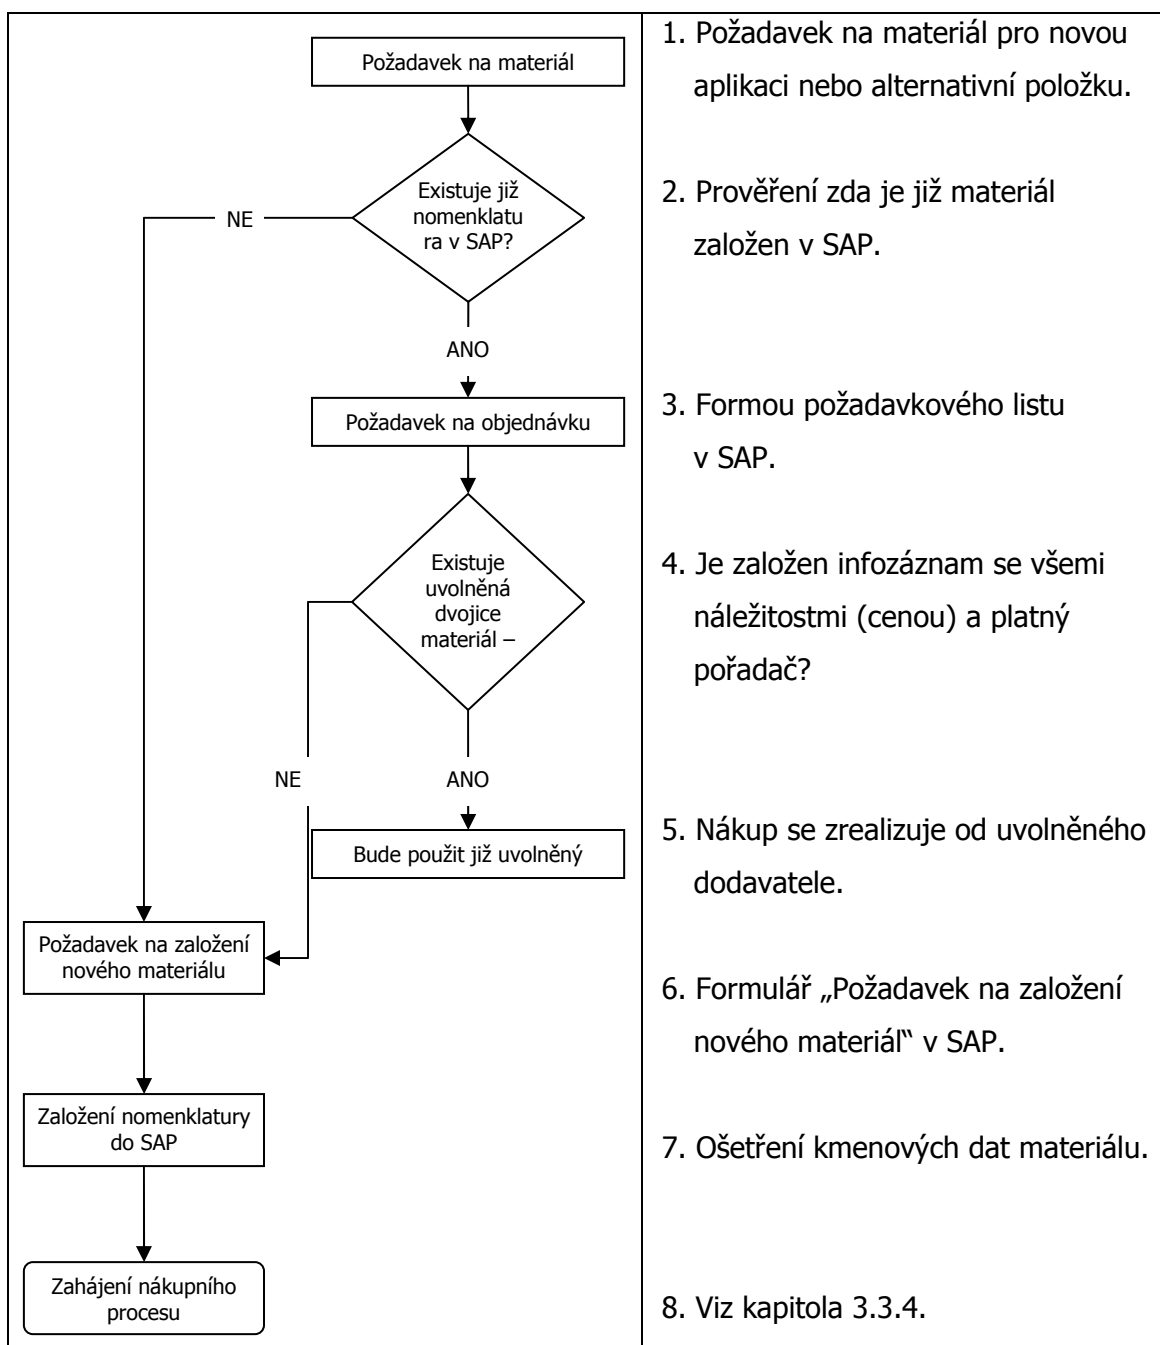 Požadavek na materiál
Existuje již
nomenklatu
ra v SAP?
NE
ANO
Požadavek na objednávku
Existuje
uvolněná
dvojice
materiál –
NE
ANO
Bude použit již uvolněný
Požadavek na založení
nového materiálu
Založení nomenklatury
do SAP
Zahájení nákupního
procesu
1. Požadavek na materiál pro novou
aplikaci nebo alternativní položku.
2. Prověření zda je již materiál
založen v SAP.
3. Formou požadavkového listu
v SAP.
4. Je založen infozáznam se všemi
náležitostmi (cenou) a platný
pořadač?
5. Nákup se zrealizuje od uvolněného
dodavatele.
6. Formulář „Požadavek na založení
nového materiál“ v SAP.
7. Ošetření kmenových dat materiálu.
8. Viz kapitola 3.3.4.